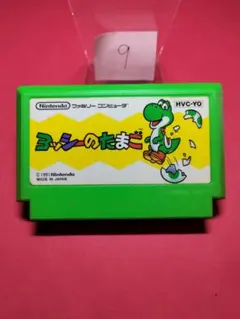 9
Nintendo ファミリー コンピュータ
HVC-YO
ヨッシーのたまご
© 1991 Nintendo
MADE IN JAPAN